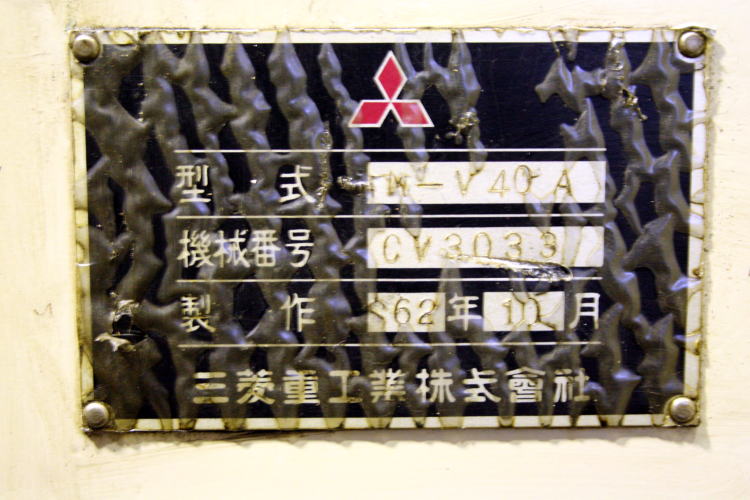 型式 M-V40A
機械番号 CV3033
製作 S62年10月
三菱重工業株式會社